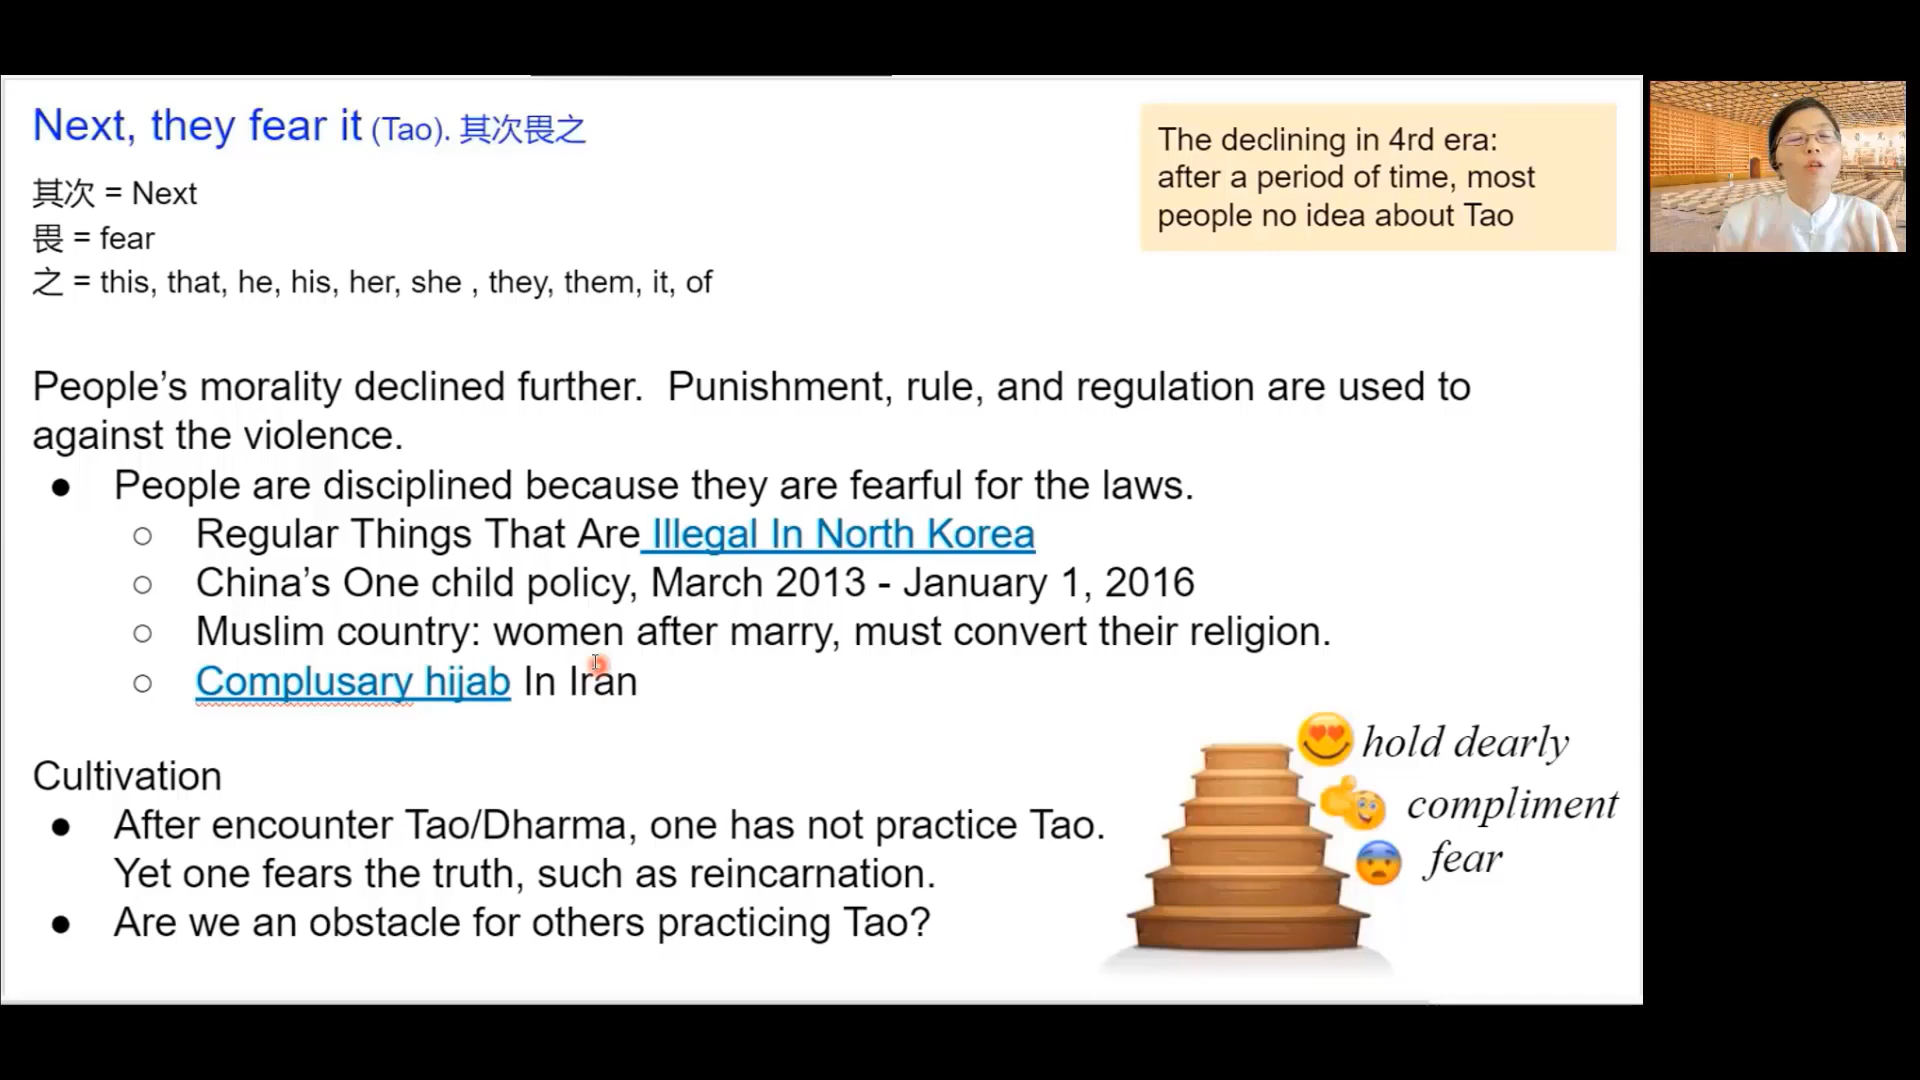 Next, they fear it (Tao). 其次畏之
其次 = Next
畏 = fear
之 = this, that, he, his, her, she , they, them, it, of
The declining in 4rd era:
after a period of time, most
people no idea about Tao
People’s morality declined further.  Punishment, rule, and regulation are used to
against the violence.
● People are disciplined because they are fearful for the laws.
○ Regular Things That Are Illegal In North Korea
○ China’s One child policy, March 2013 - January 1, 2016
○ Muslim country: women after marry, must convert their religion.
○ Complusary hijab In Iran
Cultivation
● After encounter Tao/Dharma, one has not practice Tao.
Yet one fears the truth, such as reincarnation.
● Are we an obstacle for others practicing Tao?
hold dearly
compliment
fear